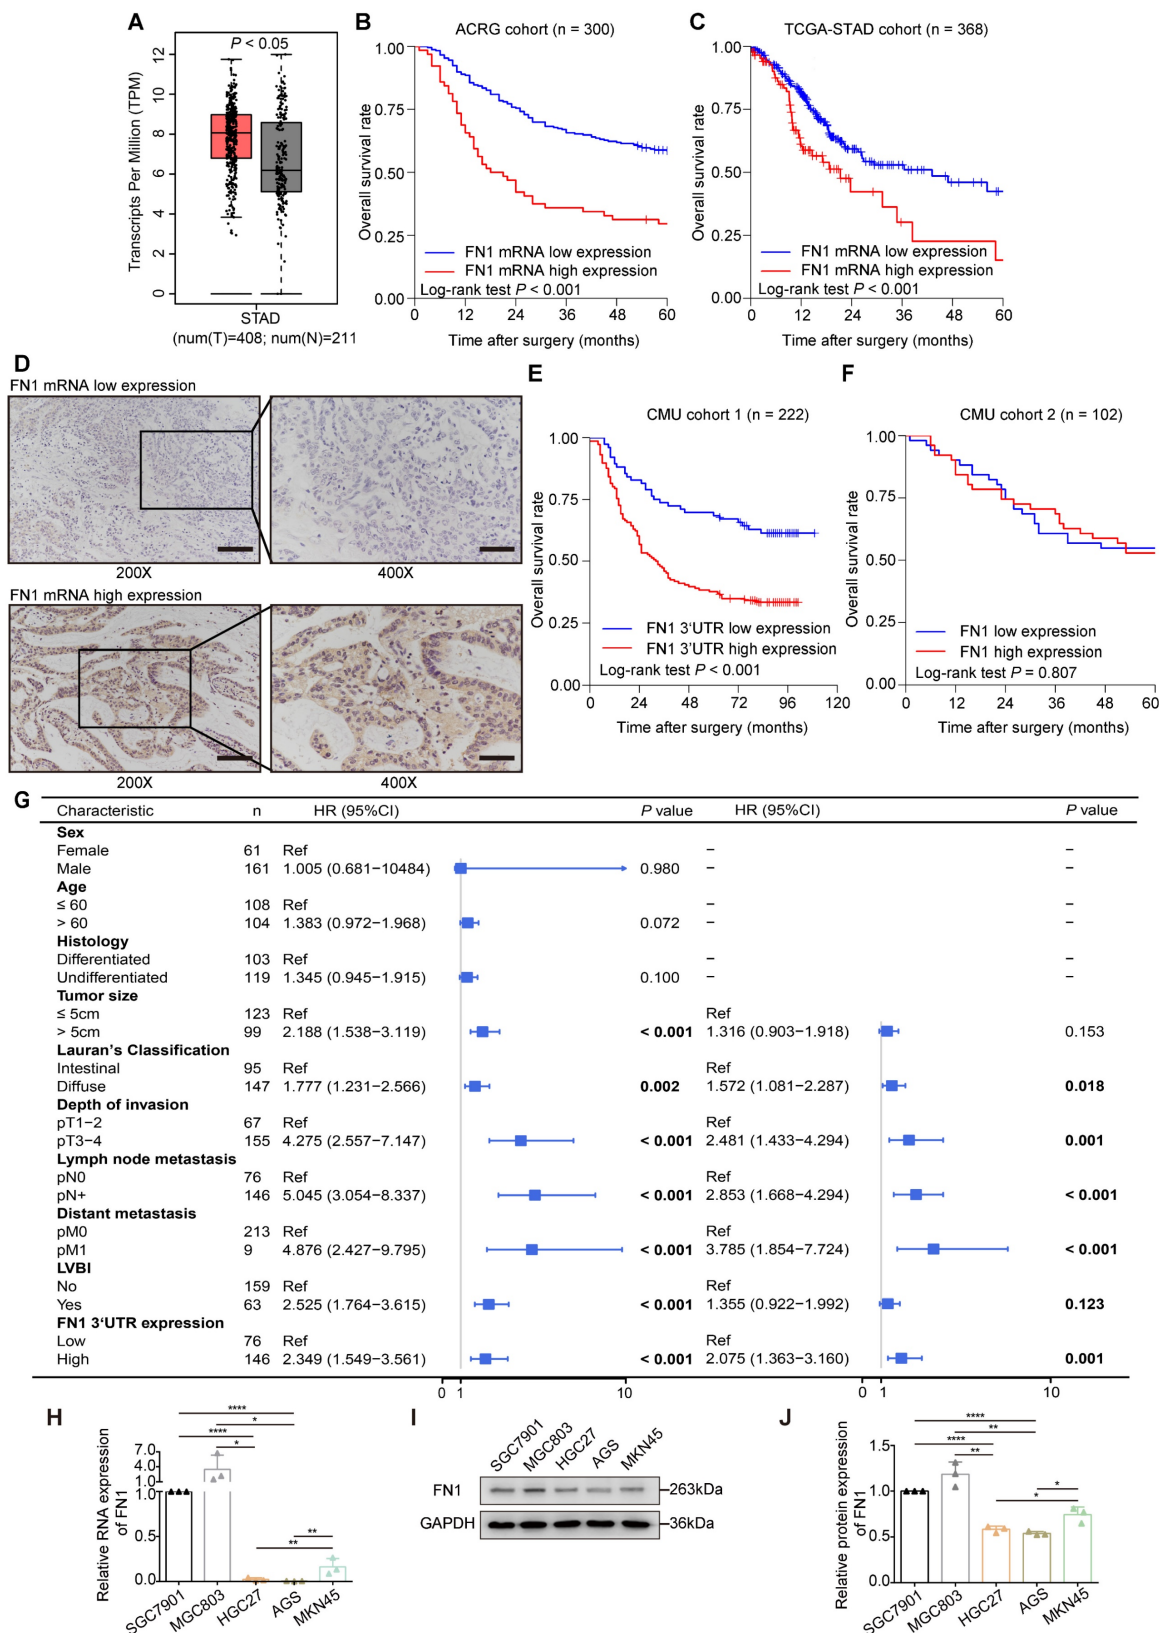 A
P < 0.05
Transcripts Per Million (TPM)
12
10
8
6
4
2
0
STAD
(num(T)=408; num(N)=211
B
ACRG cohort (n = 300)
Overall survival rate
1.00
0.75
0.50
0.25
0.00
FN1 mRNA low expression
FN1 mRNA high expression
Log-rank test P < 0.001
0 12 24 36 48 60
Time after surgery (months)
C
TCGA-STAD cohort (n = 368)
Overall survival rate
1.00
0.75
0.50
0.25
0.00
FN1 mRNA low expression
FN1 mRNA high expression
Log-rank test P < 0.001
0 12 24 36 48 60
Time after surgery (months)
D
FN1 mRNA low expression
200X 400X
FN1 mRNA high expression
200X 400X
E
CMU cohort 1 (n = 222)
Overall survival rate
1.00
0.75
0.50
0.25
0.00
FN1 3‘UTR low expression
FN1 3‘UTR high expression
Log-rank test P < 0.001
0 24 48 72 96 120
Time after surgery (months)
F
CMU cohort 2 (n = 102)
Overall survival rate
1.00
0.75
0.50
0.25
0.00
FN1 low expression
FN1 high expression
Log-rank test P = 0.807
0 12 24 36 48 60
Time after surgery (months)
G
Characteristic n HR (95%CI) P value HR (95%CI) P value
Sex
Female 61 Ref – –
Male 161 1.005 (0.681–10484) 0.980 – –
Age
≤ 60 108 Ref – –
> 60 104 1.383 (0.972–1.968) 0.072 – –
Histology
Differentiated 103 Ref – –
Undifferentiated 119 1.345 (0.945–1.915) 0.100 – –
Tumor size
≤ 5cm 123 Ref Ref
> 5cm 99 2.188 (1.538–3.119) < 0.001 1.316 (0.903–1.918) 0.153
Lauran’s Classification
Intestinal 95 Ref Ref
Diffuse 147 1.777 (1.231–2.566) 0.002 1.572 (1.081–2.287) 0.018
Depth of invasion
pT1–2 67 Ref Ref
pT3–4 155 4.275 (2.557–7.147) < 0.001 2.481 (1.433–4.294) 0.001
Lymph node metastasis
pN0 76 Ref Ref
pN+ 146 5.045 (3.054–8.337) < 0.001 2.853 (1.668–4.294) < 0.001
Distant metastasis
pM0 213 Ref Ref
pM1 9 4.876 (2.427–9.795) < 0.001 3.785 (1.854–7.724) < 0.001
LVBI
No 159 Ref Ref
Yes 63 2.525 (1.764–3.615) < 0.001 1.355 (0.922–1.992) 0.123
FN1 3‘UTR expression
Low 76 Ref Ref
High 146 2.349 (1.549–3.561) < 0.001 2.075 (1.363–3.160) 0.001
0 1 10 0 1 10
H
Relative RNA expression
of FN1
7.0
4.0
1.0
1.0
0.5
0.0
****
*
****
*
**
**
SGC7901 MGC803 HGC27 AGS MKN45
I
SGC7901 MGC803 HGC27 AGS MKN45
FN1 263kDa
GAPDH 36kDa
J
Relative protein expression
of FN1
1.5
1.0
0.5
0.0
****
**
****
**
*
*
SGC7901 MGC803 HGC27 AGS MKN45